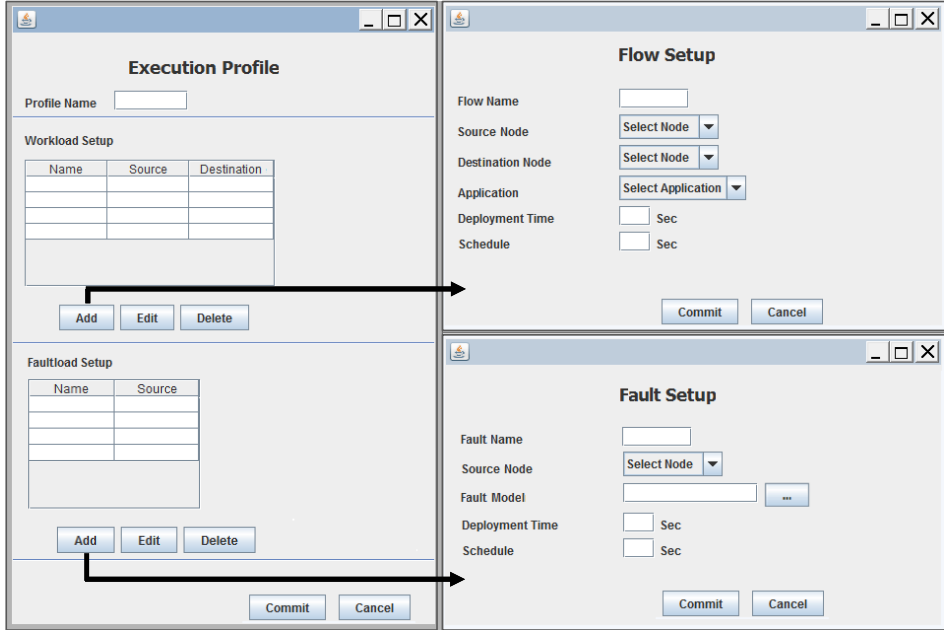 Execution Profile
Profile Name
Workload Setup
Name Source Destination
Add Edit Delete
Faultload Setup
Name Source
Add Edit Delete
Commit Cancel
Flow Setup
Flow Name
Source Node Select Node
Destination Node Select Node
Application Select Application
Deployment Time Sec
Schedule Sec
Commit Cancel
Fault Setup
Fault Name
Source Node Select Node
Fault Model ...
Deployment Time Sec
Schedule Sec
Commit Cancel